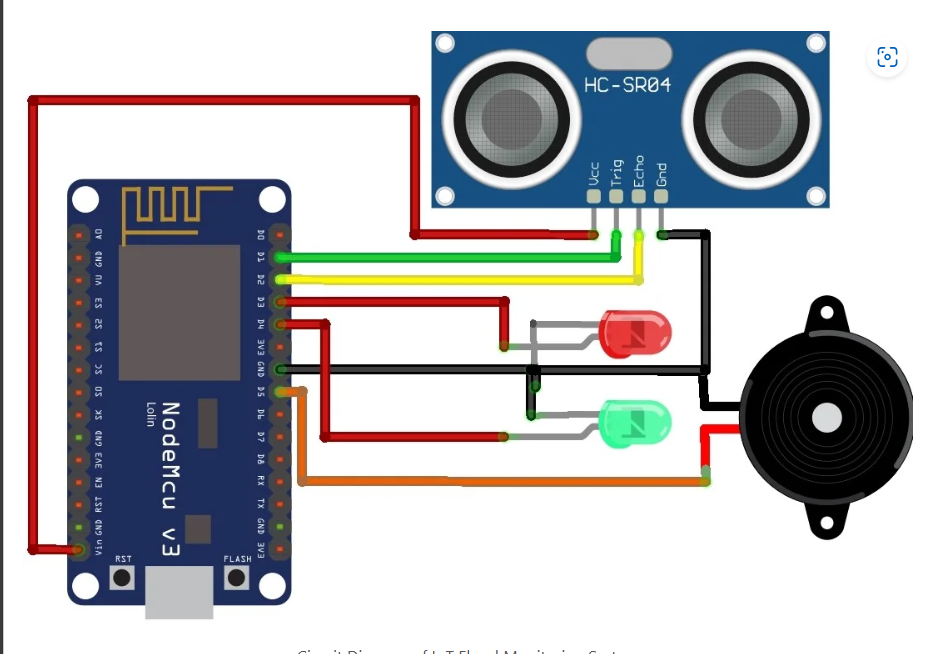 HC-SR04
Vcc
Trig
Echo
Gnd
A0
GND
VU
S3
S2
S1
SC
S0
SK
GND
3V3
EN
RST
GND
Vin
D0
D1
D2
D3
D4
3V3
GND
D5
D6
D7
D8
RX
TX
GND
3V3
NodeMcu v3
Lolin
RST
FLASH